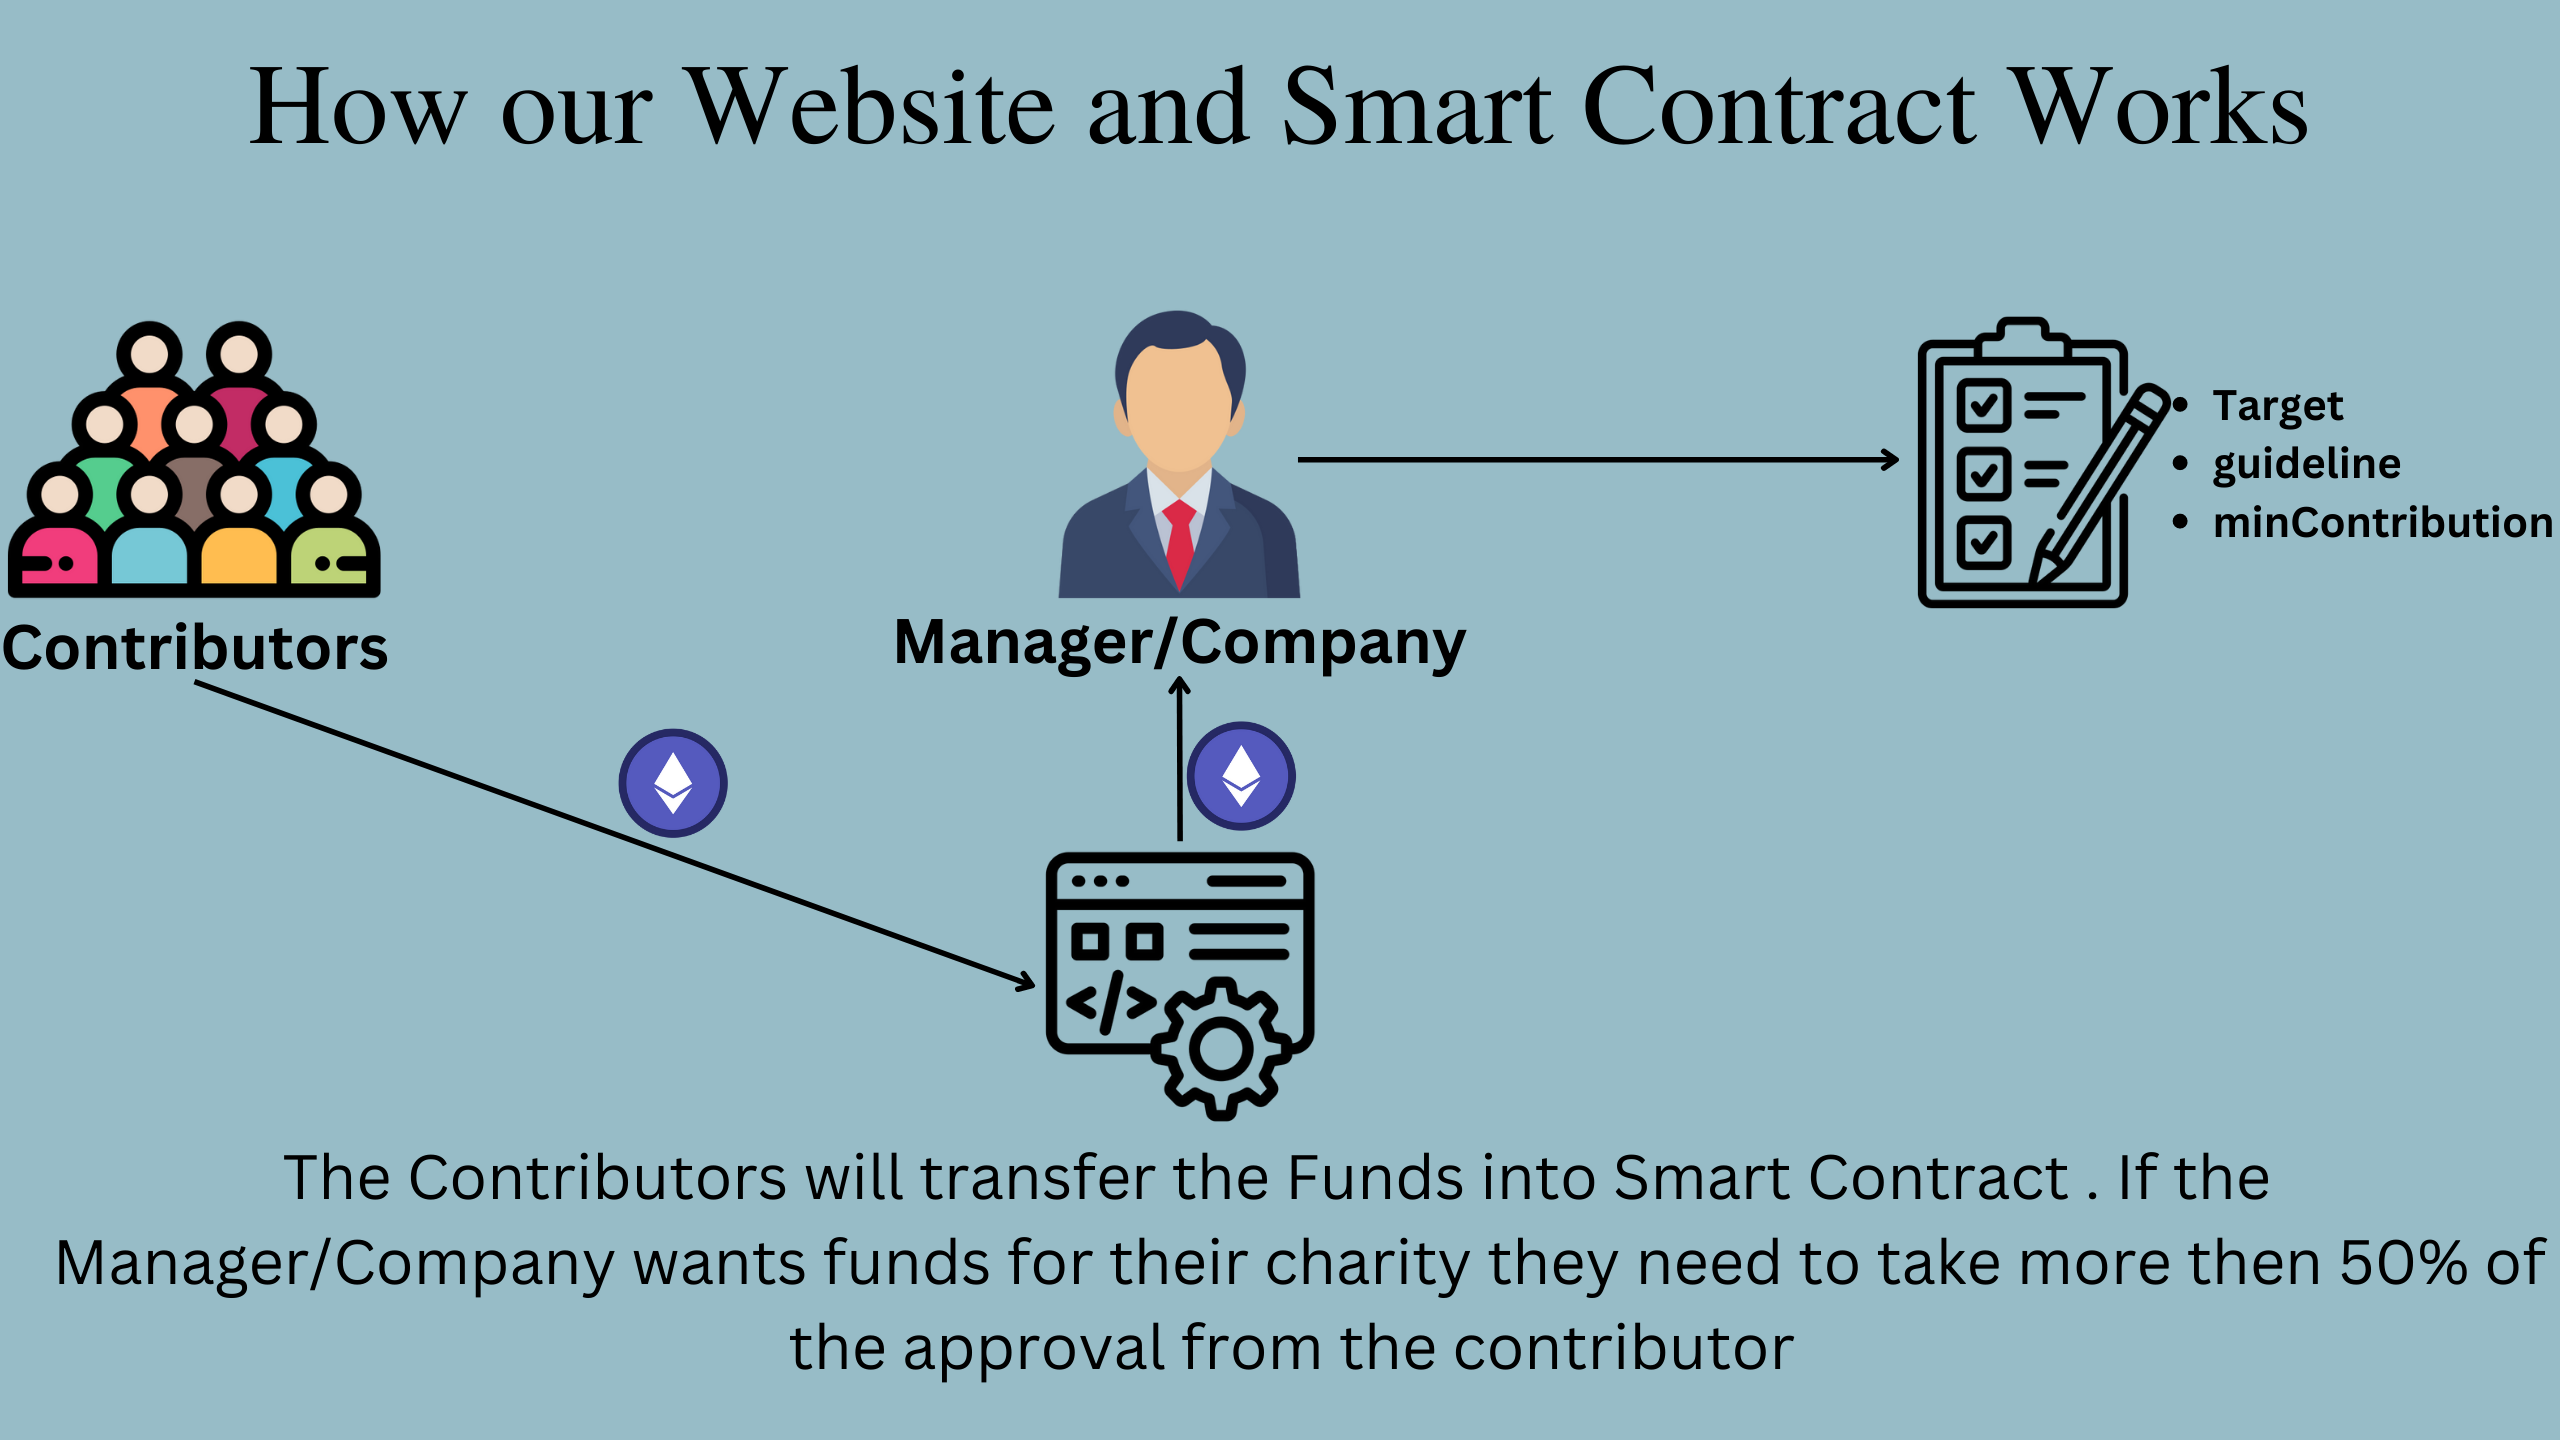 How our Website and Smart Contract Works
• Target
• guideline
• minContribution
Contributors
Manager/Company
</>
The Contributors will transfer the Funds into Smart Contract . If the
Manager/Company wants funds for their charity they need to take more then 50% of
the approval from the contributor